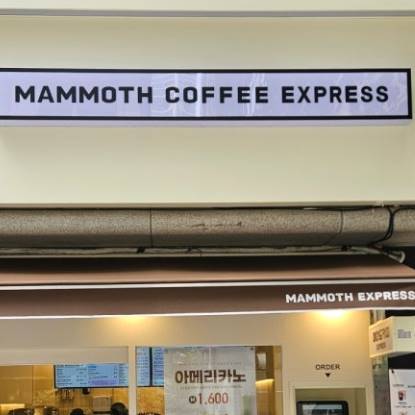 MAMMOTH COFFEE EXPRESS
MAMMOTH EXPRESS
아메리카노
M 1,600
ORDER